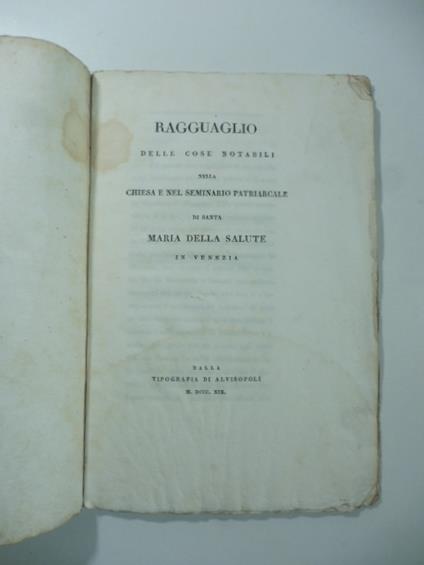 RAGGUAGLIO
DELLE COSE NOTABILI
NELLA
CHIESA E NEL SEMINARIO PATRIARCALE
DI SANTA
MARIA DELLA SALUTE
IN VENEZIA
DALLA
TIPOGRAFIA DI ALVISOPOLI
M. DCCC. XIX.